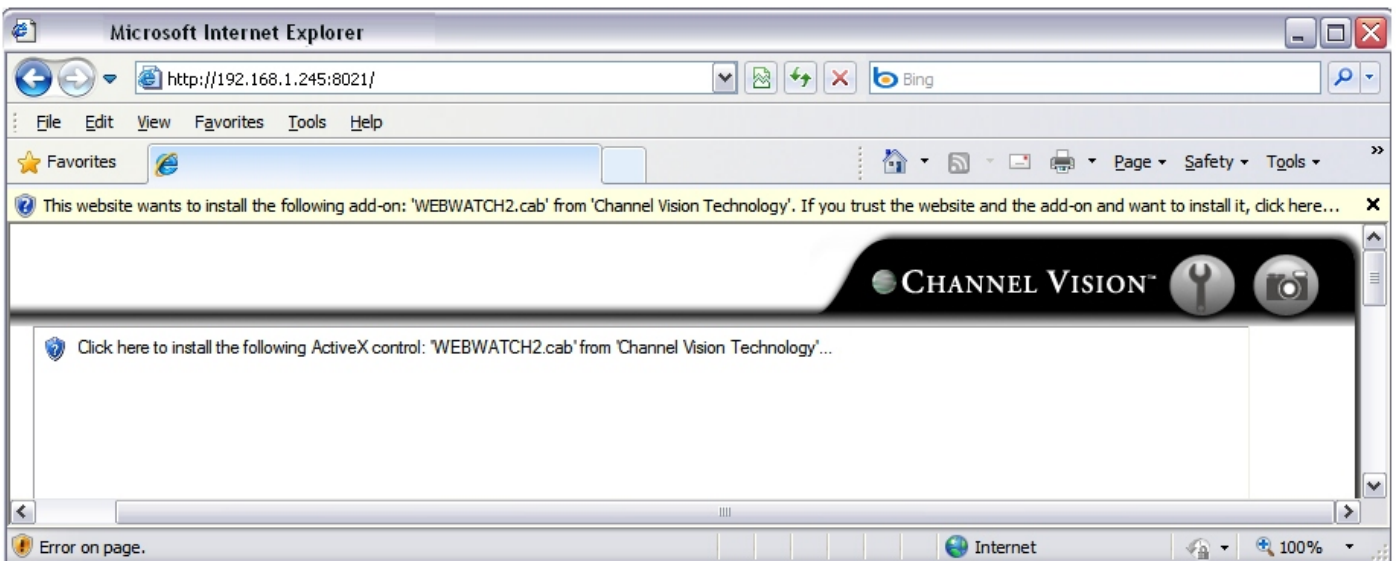 Microsoft Internet Explorer
http://192.168.1.245:8021/
Bing
File Edit View Favorites Tools Help
Favorites
Page Safety Tools »
This website wants to install the following add-on: 'WEBWATCH2.cab' from 'Channel Vision Technology'. If you trust the website and the add-on and want to install it, click here...
CHANNEL VISION™
Click here to install the following ActiveX control: 'WEBWATCH2.cab' from 'Channel Vision Technology'...
Error on page.
Internet
100%